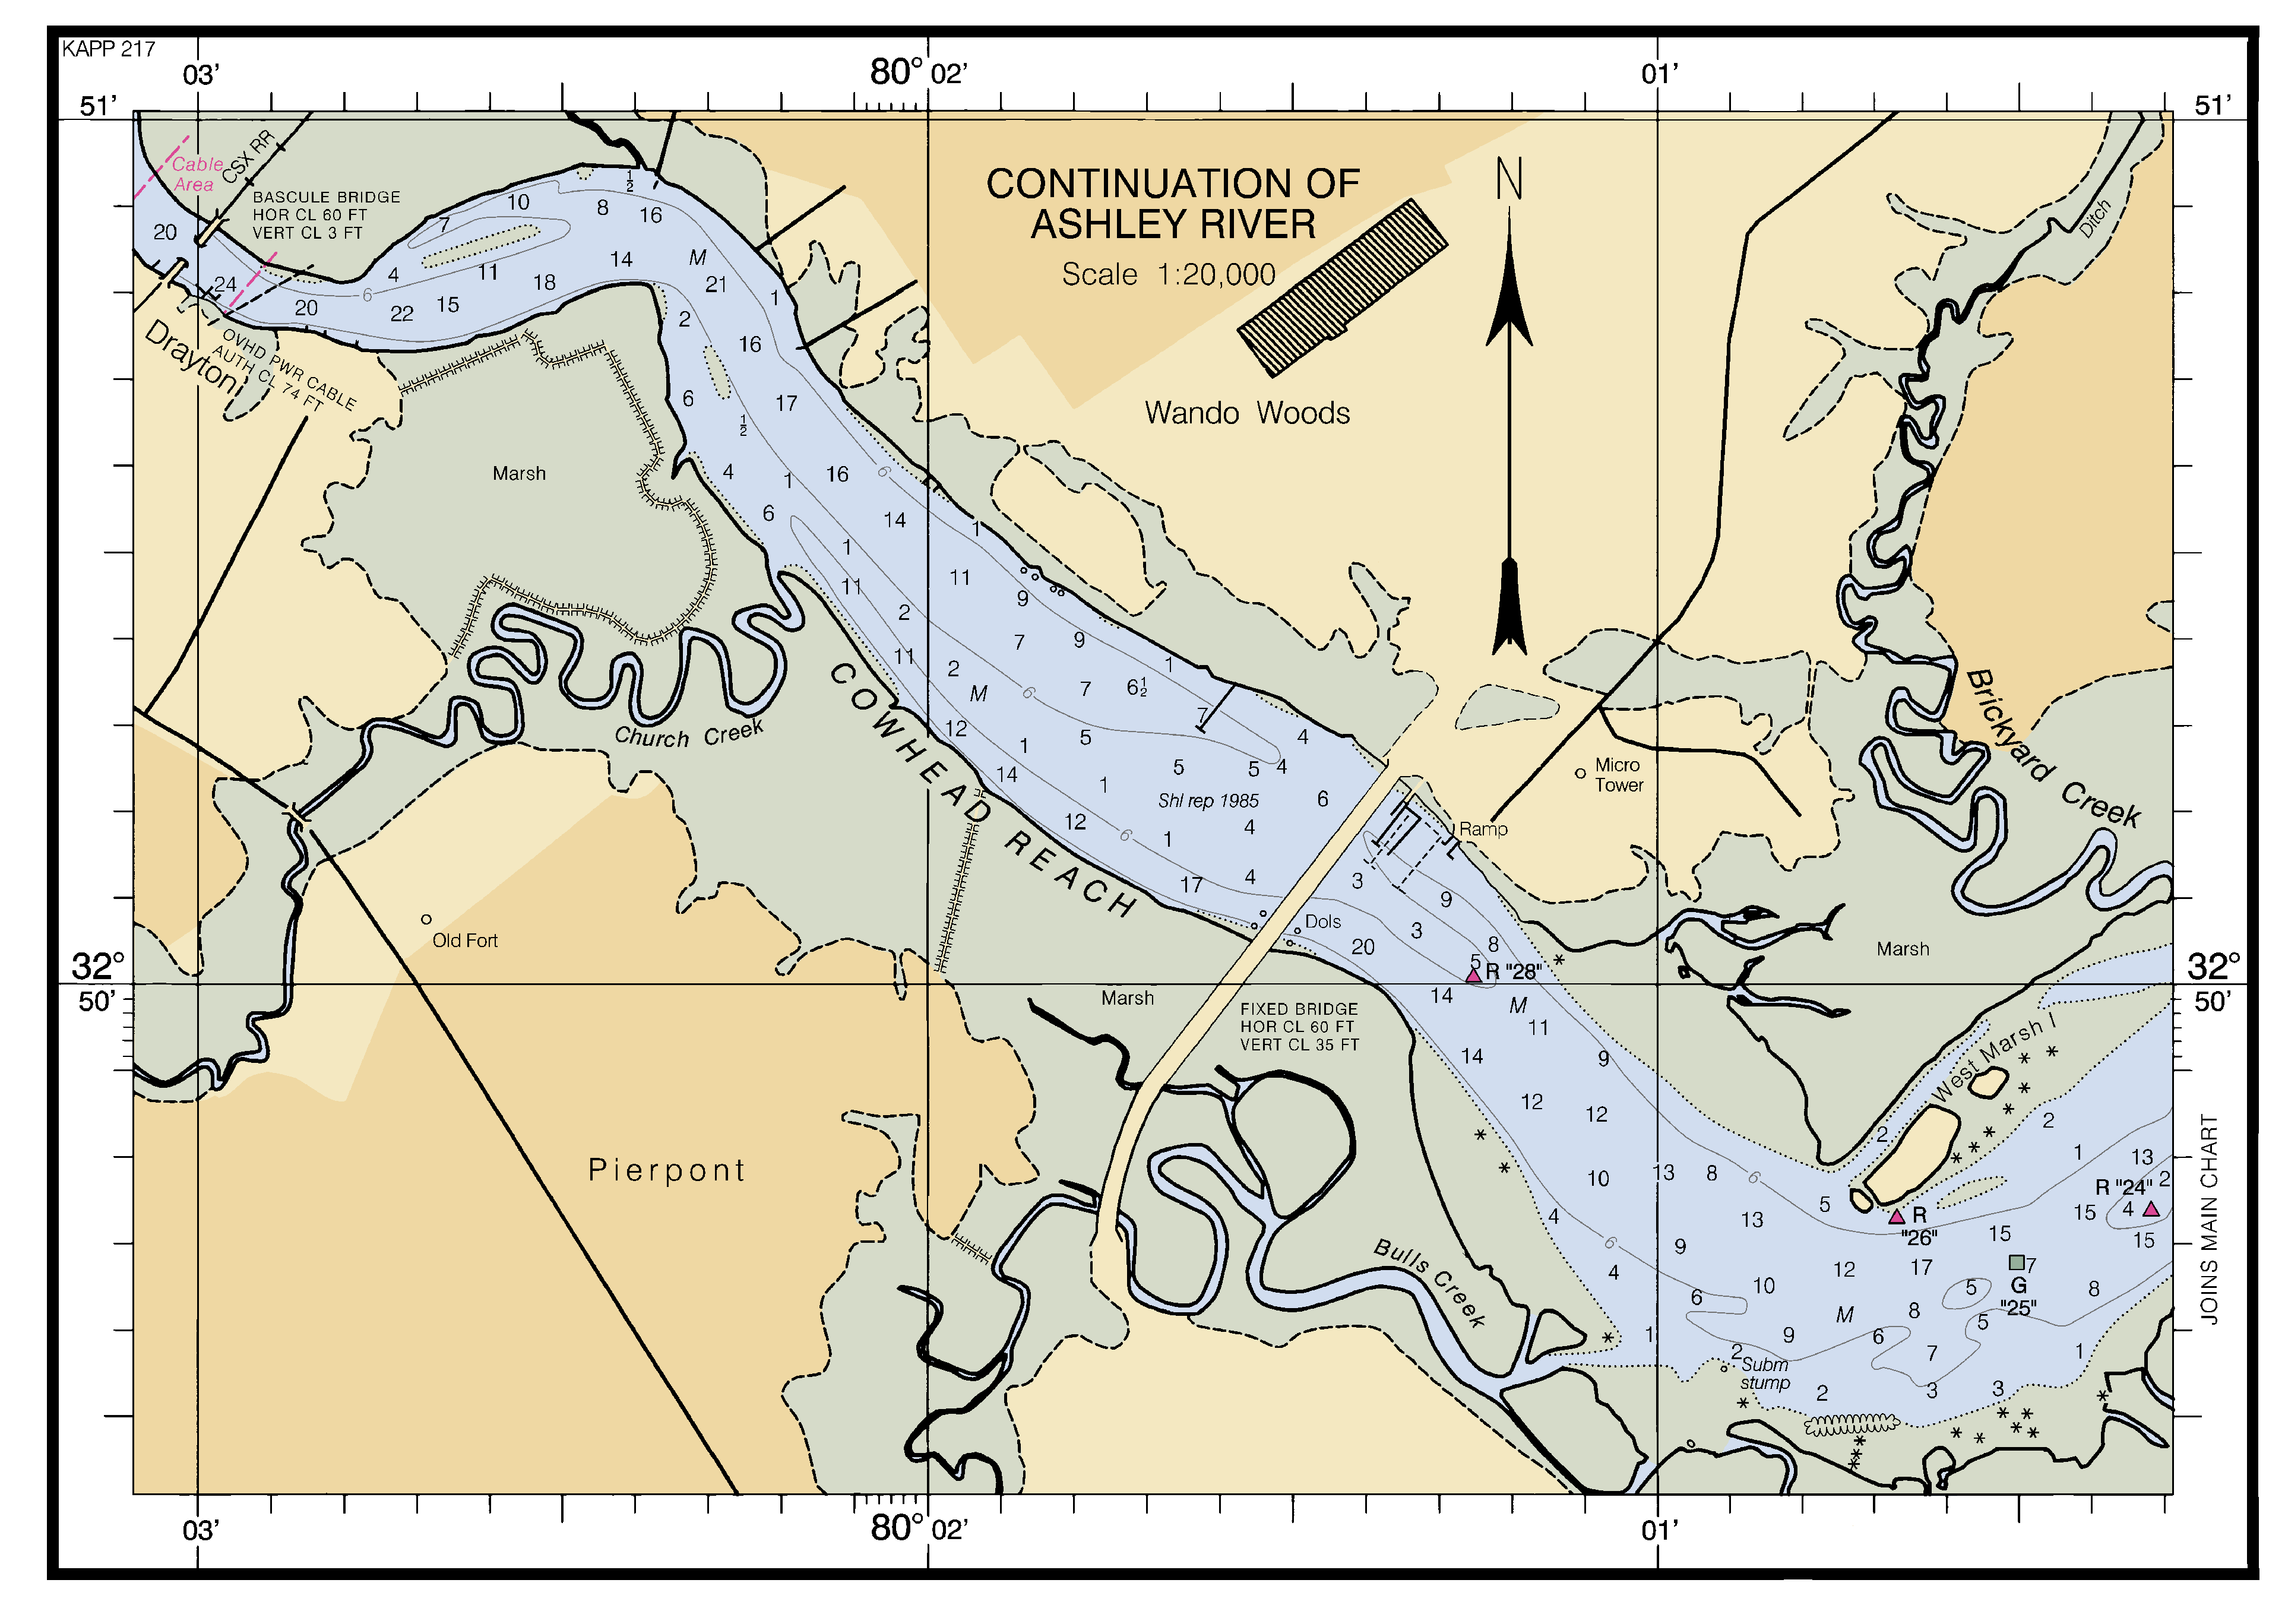 KAPP 217
03'
80° 02'
01'
51'
51'
Cable
Area
CSX RR
BASCULE BRIDGE
HOR CL 60 FT
VERT CL 3 FT
CONTINUATION OF
ASHLEY RIVER
Scale 1:20,000
N
Ditch
10
1/2
7
8
16
20
M
14
4
11
24
18
21
6
1
20
22
15
2
Drayton
OVHD PWR CABLE
AUTH CL 74 FT
16
6
17
Wando Woods
1/2
Marsh
4
1
16
6
6
14
1
1
11
11
9
2
7
9
11
2
1
M
6
7
6 1/2
COWHEAD REACH
Church Creek
7
12
1
5
4
Brickyard Creek
14
5
5
4
Micro
Tower
1
Shl rep 1985
6
12
6
1
4
Ramp
17
4
3
9
Old Fort
Dols
3
20
8
Marsh
5
R "28"
32°
50'
32°
50'
Marsh
14
M
FIXED BRIDGE
HOR CL 60 FT
VERT CL 35 FT
11
West Marsh I
14
9
12
12
2
2
Pierpont
10
13
8
6
1
13
R "24"
2
4
5
4
15
13
R
"26"
15
15
9
6
Bulls Creek
4
12
17
7
10
5
G
"25"
8
6
M
8
5
1
9
6
2
7
1
Subm
stump
2
3
3
JOINS MAIN CHART
03'
80° 02'
01'